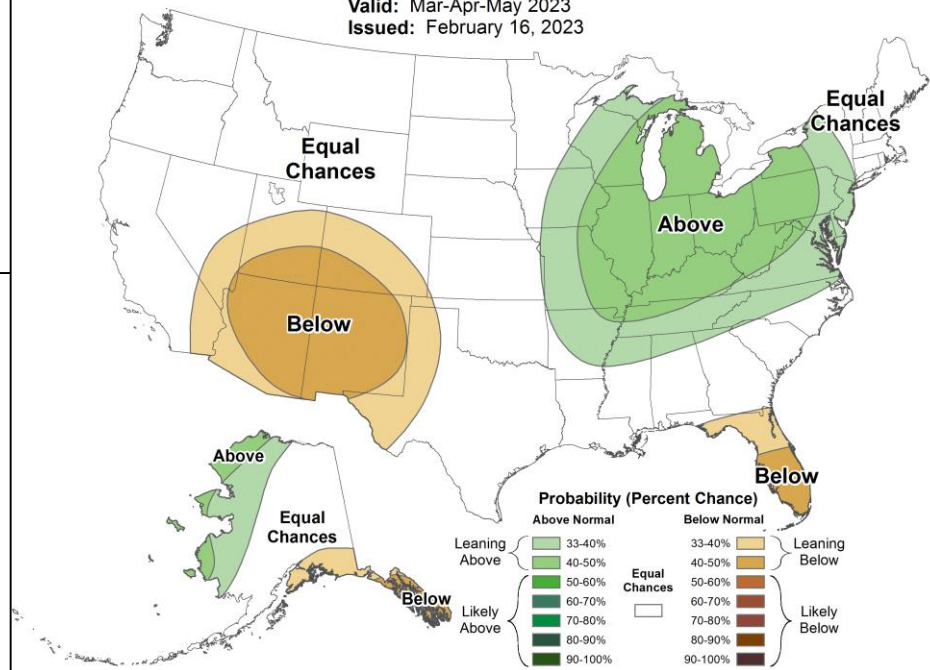 Valid: Mar-Apr-May 2023
Issued: February 16, 2023
Equal
Chances
Equal
Chances
Above
Below
Above
Equal
Chances
Below
Below
Probability (Percent Chance)
Above Normal
Below Normal
Leaning
Above
33-40%
40-50%
Likely
Above
50-60%
60-70%
70-80%
80-90%
90-100%
Equal
Chances
33-40%
40-50%
Leaning
Below
50-60%
60-70%
70-80%
80-90%
90-100%
Likely
Below